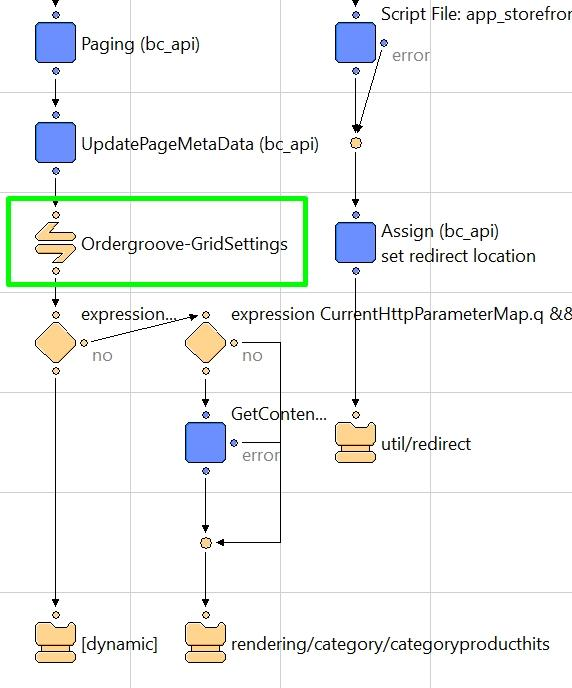 Script File: app_storefror
Paging (bc_api)
error
UpdatePageMetaData (bc_api)
Assign (bc_api)
set redirect location
Ordergroove-GridSettings
expression...
expression CurrentHttpParameterMap.q &&
no
no
GetConten...
error
util/redirect
[dynamic]
rendering/category/categoryproducthits